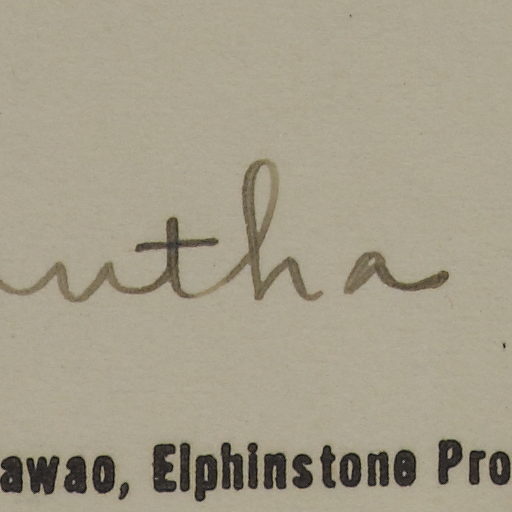 utha
awao, Elphinstone Pro